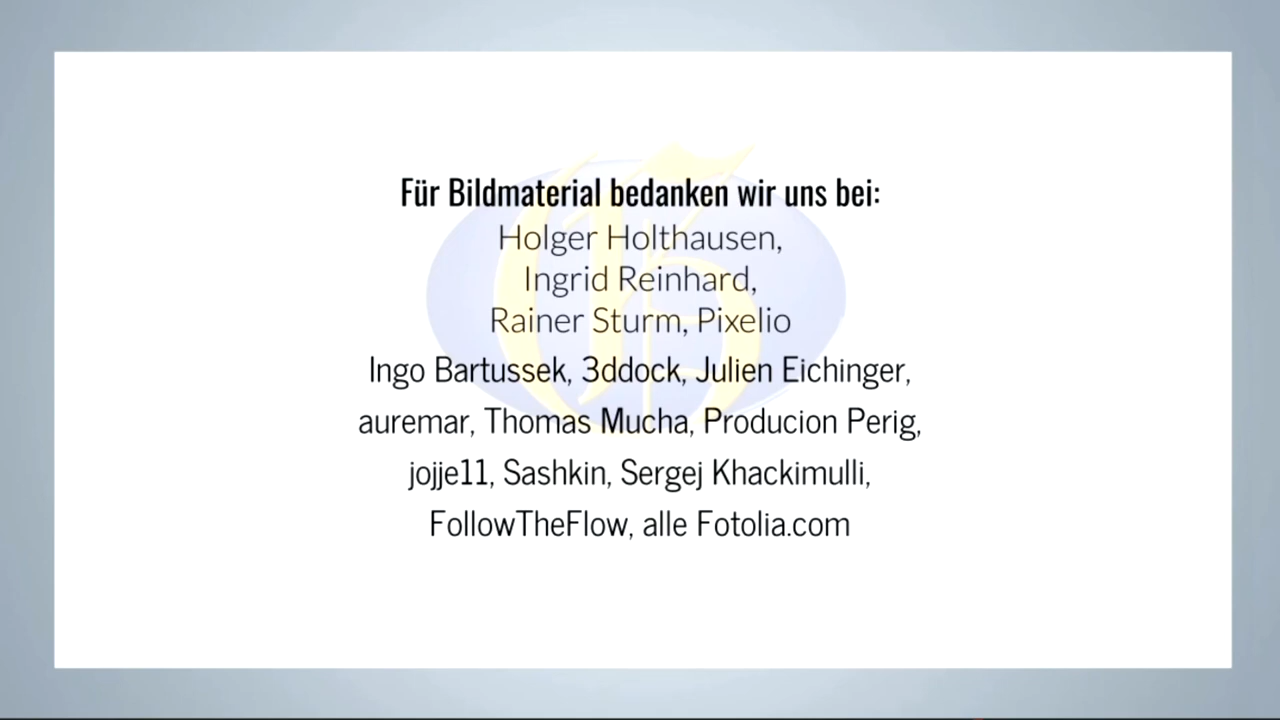 Für Bildmaterial bedanken wir uns bei:
Holger Holthausen,
Ingrid Reinhard,
Rainer Sturm, Pixelio
Ingo Bartussek, 3ddock, Julien Eichinger,
auremar, Thomas Mucha, Producion Perig,
jojje11, Sashkin, Sergej Khackimulli,
FollowTheFlow, alle Fotolia.com